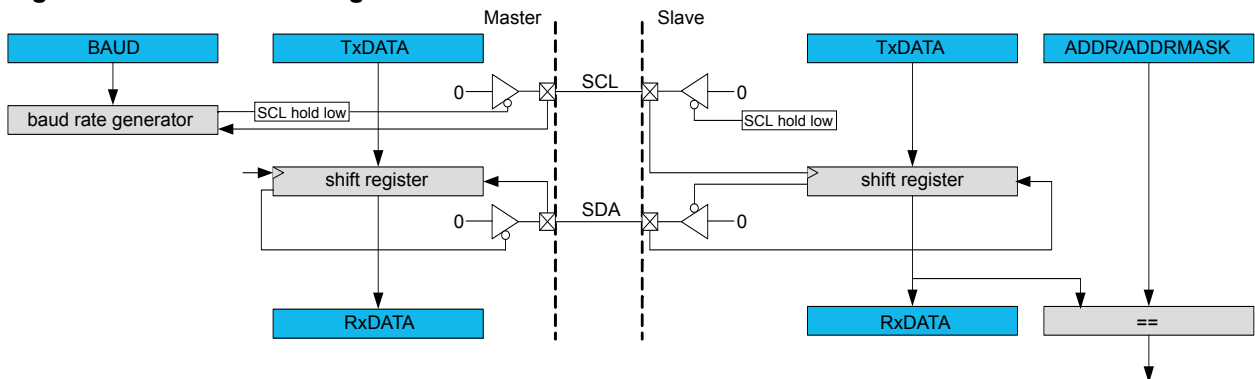 Master
Slave
BAUD
TxDATA
TxDATA
ADDR/ADDRMASK
0
SCL
0
baud rate generator
SCL hold low
SCL hold low
shift register
shift register
0
SDA
0
RxDATA
RxDATA
==